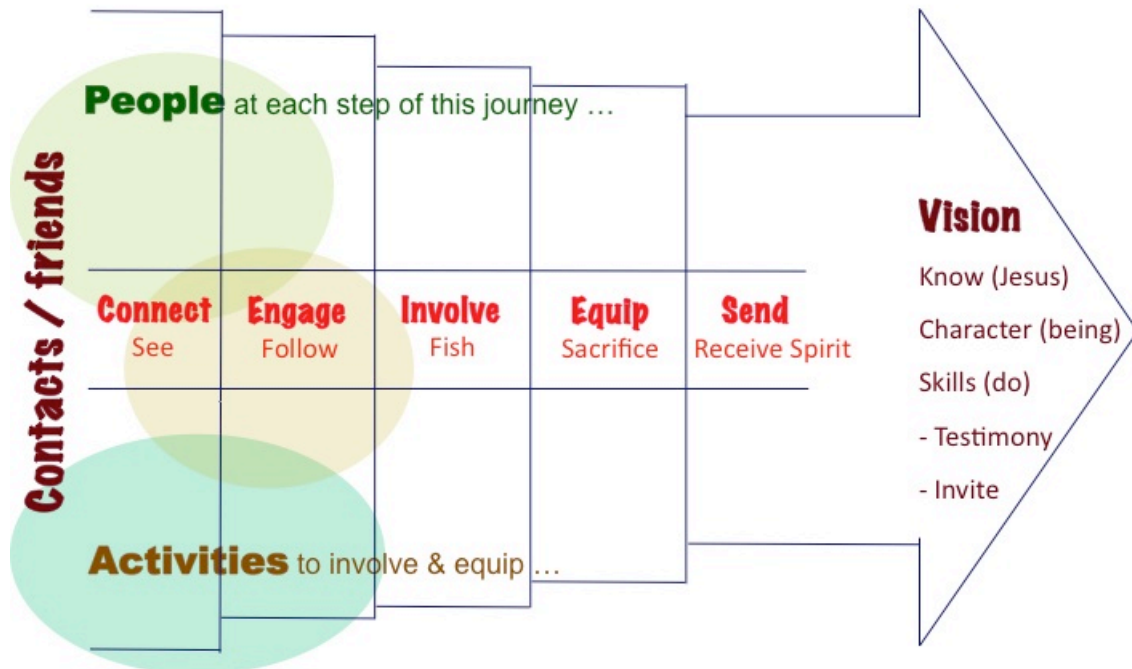 People at each step of this journey …
Contacts / friends
Connect
See
Engage
Follow
Involve
Fish
Equip
Sacrifice
Send
Receive Spirit
Vision
Know (Jesus)
Character (being)
Skills (do)
- Testimony
- Invite
Activities to involve & equip …